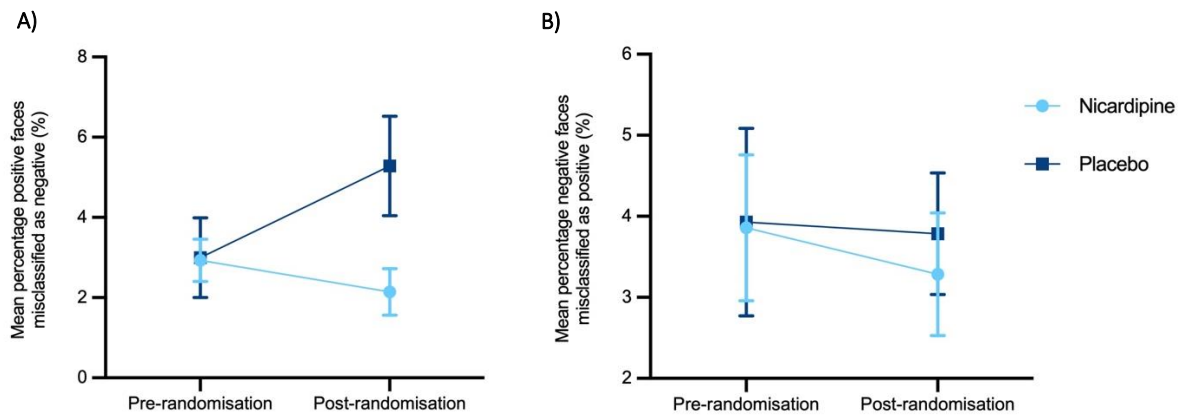 A)
Mean percentage positive faces
misclassified as negative (%)
8
6
4
2
0
Pre-randomisation
Post-randomisation
B)
Mean percentage negative faces
misclassified as positive (%)
6
5
4
3
2
Pre-randomisation
Post-randomisation
Nicardipine
Placebo